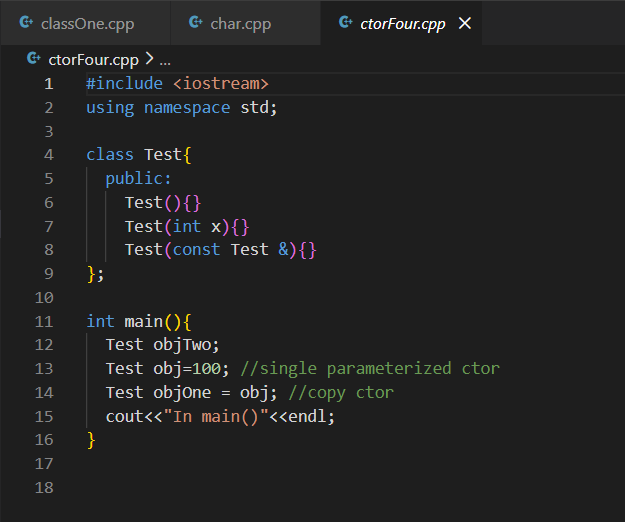 classOne.cpp char.cpp ctorFour.cpp
ctorFour.cpp > ...
1 #include <iostream>
2 using namespace std;
3
4 class Test{
5 public:
6 Test(){}
7 Test(int x){}
8 Test(const Test &){}
9 };
10
11 int main(){
12 Test objTwo;
13 Test obj=100; //single parameterized ctor
14 Test objOne = obj; //copy ctor
15 cout<<"In main()"<<endl;
16 }
17
18